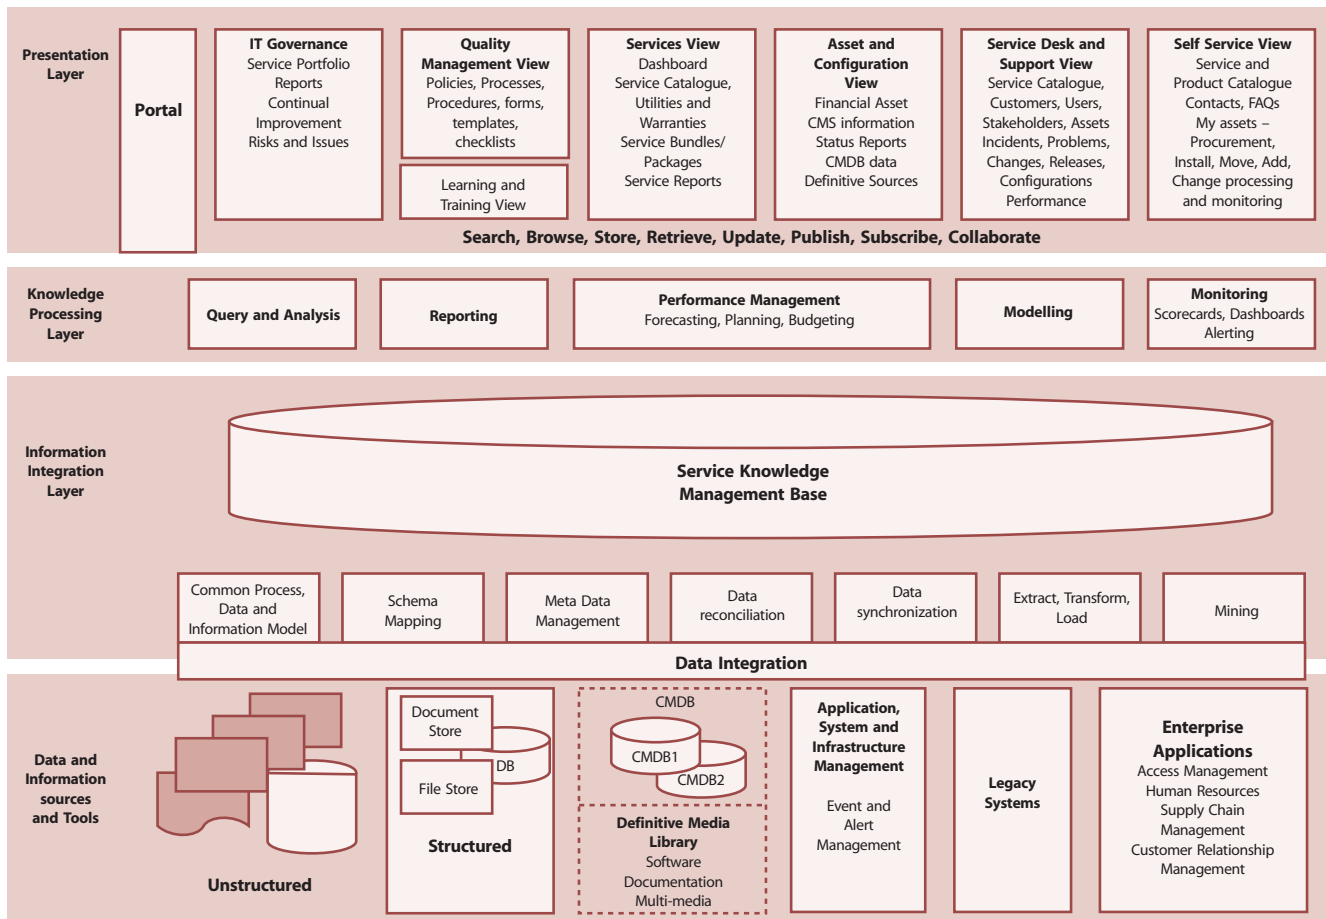 Presentation
Layer
Portal
IT Governance
Service Portfolio
Reports
Continual
Improvement
Risks and Issues
Quality
Management View
Policies, Processes,
Procedures, forms,
templates,
checklists
Learning and
Training View
Services View
Dashboard
Service Catalogue,
Utilities and
Warranties
Service Bundles/
Packages
Service Reports
Asset and
Configuration
View
Financial Asset
CMS information
Status Reports
CMDB data
Definitive Sources
Service Desk and
Support View
Service Catalogue,
Customers, Users,
Stakeholders, Assets
Incidents, Problems,
Changes, Releases,
Configurations
Performance
Self Service View
Service and
Product Catalogue
Contacts, FAQs
My assets –
Procurement,
Install, Move, Add,
Change processing
and monitoring
Search, Browse, Store, Retrieve, Update, Publish, Subscribe, Collaborate
Knowledge
Processing
Layer
Query and Analysis
Reporting
Performance Management
Forecasting, Planning, Budgeting
Modelling
Monitoring
Scorecards, Dashboards
Alerting
Information
Integration
Layer
Service Knowledge
Management Base
Common Process,
Data and
Information Model
Schema
Mapping
Meta Data
Management
Data
reconciliation
Data
synchronization
Extract, Transform,
Load
Mining
Data Integration
Data and
Information
sources
and Tools
Unstructured
Document
Store
DB
File Store
Structured
CMDB
CMDB1
CMDB2
Definitive Media
Library
Software
Documentation
Multi-media
Application,
System and
Infrastructure
Management
Event and
Alert
Management
Legacy
Systems
Enterprise
Applications
Access Management
Human Resources
Supply Chain
Management
Customer Relationship
Management